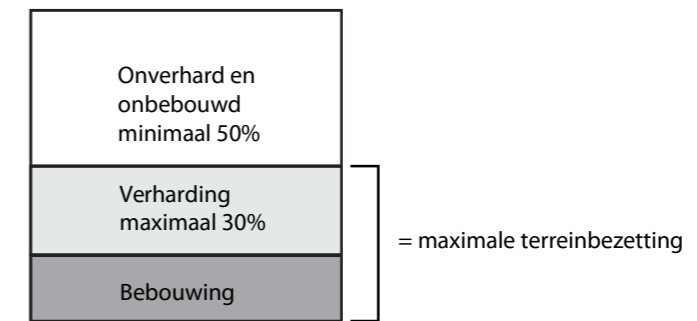 Onverhard en
onbebouwd
minimaal 50%
Verharding
maximaal 30%
= maximale terreinbezetting
Bebouwing